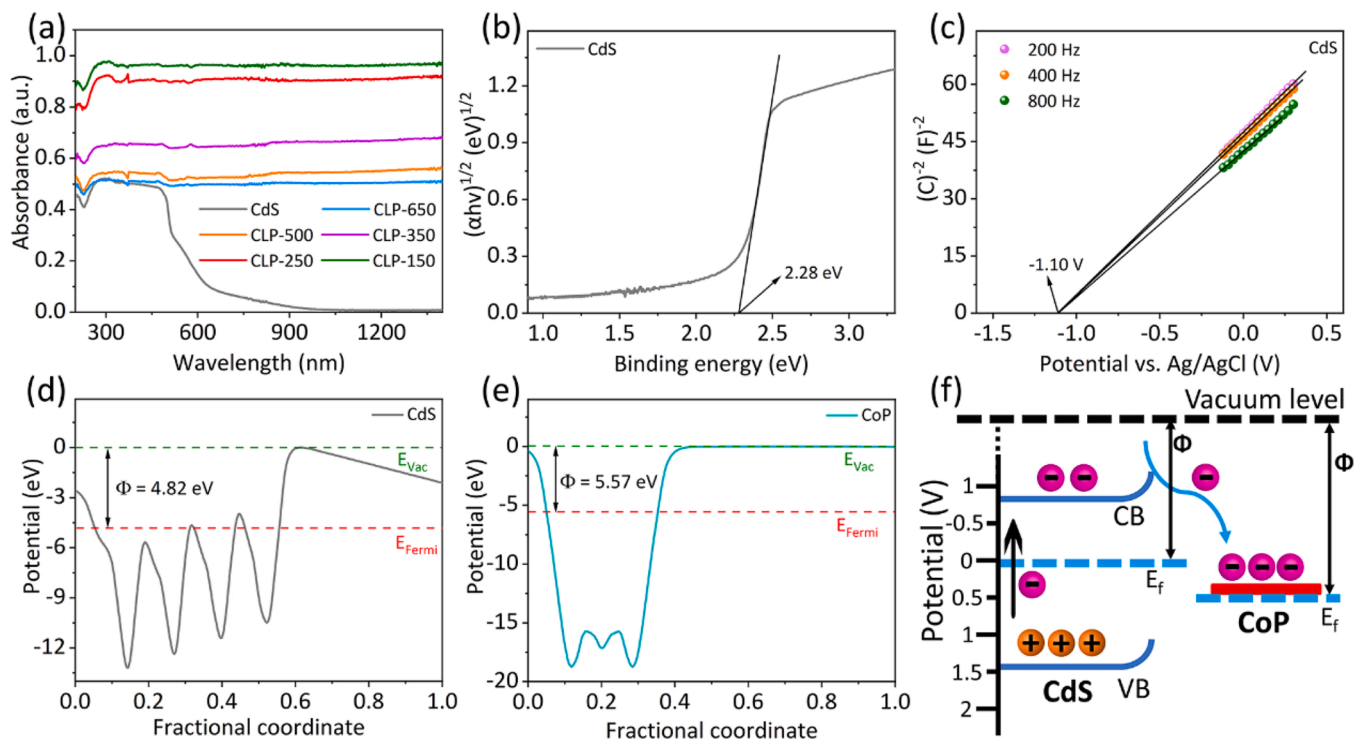 (a)
1.0
0.8
0.6
0.4
0.2
0.0
Absorbance (a.u.)
CdS
CLP-650
CLP-500
CLP-350
CLP-250
CLP-150
300
600
900
1200
Wavelength (nm)
(b)
CdS
1.2
0.9
0.6
0.3
0.0
(αhv)^1/2 (eV)^1/2
2.28 eV
1.0
1.5
2.0
2.5
3.0
Binding energy (eV)
(c)
200 Hz
400 Hz
800 Hz
CdS
75
60
45
30
15
0
(C)^-2 (F)^-2
-1.10 V
-1.5
-1.0
-0.5
0.0
0.5
Potential vs. Ag/AgCl (V)
(d)
CdS
0
-3
-6
-9
-12
Potential (eV)
E_Vac
Φ = 4.82 eV
E_Fermi
0.0
0.2
0.4
0.6
0.8
1.0
Fractional coordinate
(e)
CoP
5
0
-5
-10
-15
-20
Potential (eV)
E_Vac
Φ = 5.57 eV
E_Fermi
0.0
0.2
0.4
0.6
0.8
1.0
Fractional coordinate
(f)
Vacuum level
Φ
Φ
1
-0.5
0
0.5
1
1.5
2
Potential (V)
CB
E_f
CoP
E_f
CdS
VB